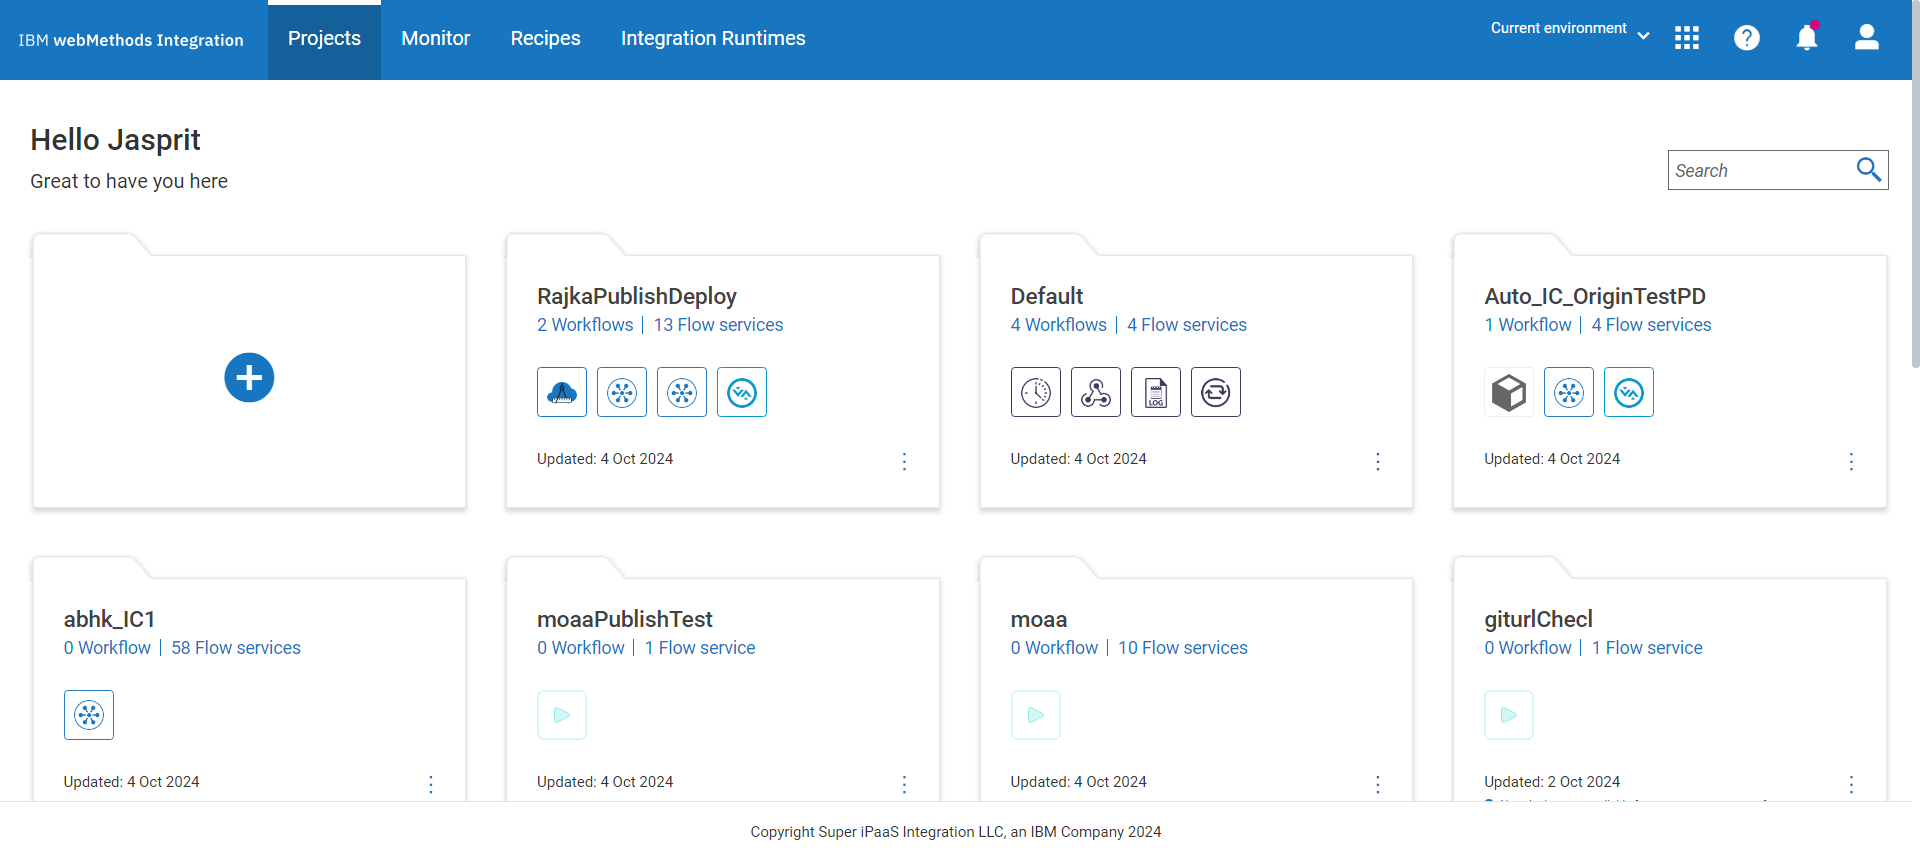 IBM webMethods Integration
Projects
Monitor
Recipes
Integration Runtimes
Current environment
?
Hello Jasprit
Great to have you here
Search
RajkaPublishDeploy
2 Workflows | 13 Flow services
Updated: 4 Oct 2024
Default
4 Workflows | 4 Flow services
LOG
Updated: 4 Oct 2024
Auto_IC_OriginTestPD
1 Workflow | 4 Flow services
Updated: 4 Oct 2024
abhk_IC1
0 Workflow | 58 Flow services
Updated: 4 Oct 2024
moaaPublishTest
0 Workflow | 1 Flow service
Updated: 4 Oct 2024
moaa
0 Workflow | 10 Flow services
Updated: 4 Oct 2024
giturlChecl
0 Workflow | 1 Flow service
Updated: 2 Oct 2024
Copyright Super iPaaS Integration LLC, an IBM Company 2024